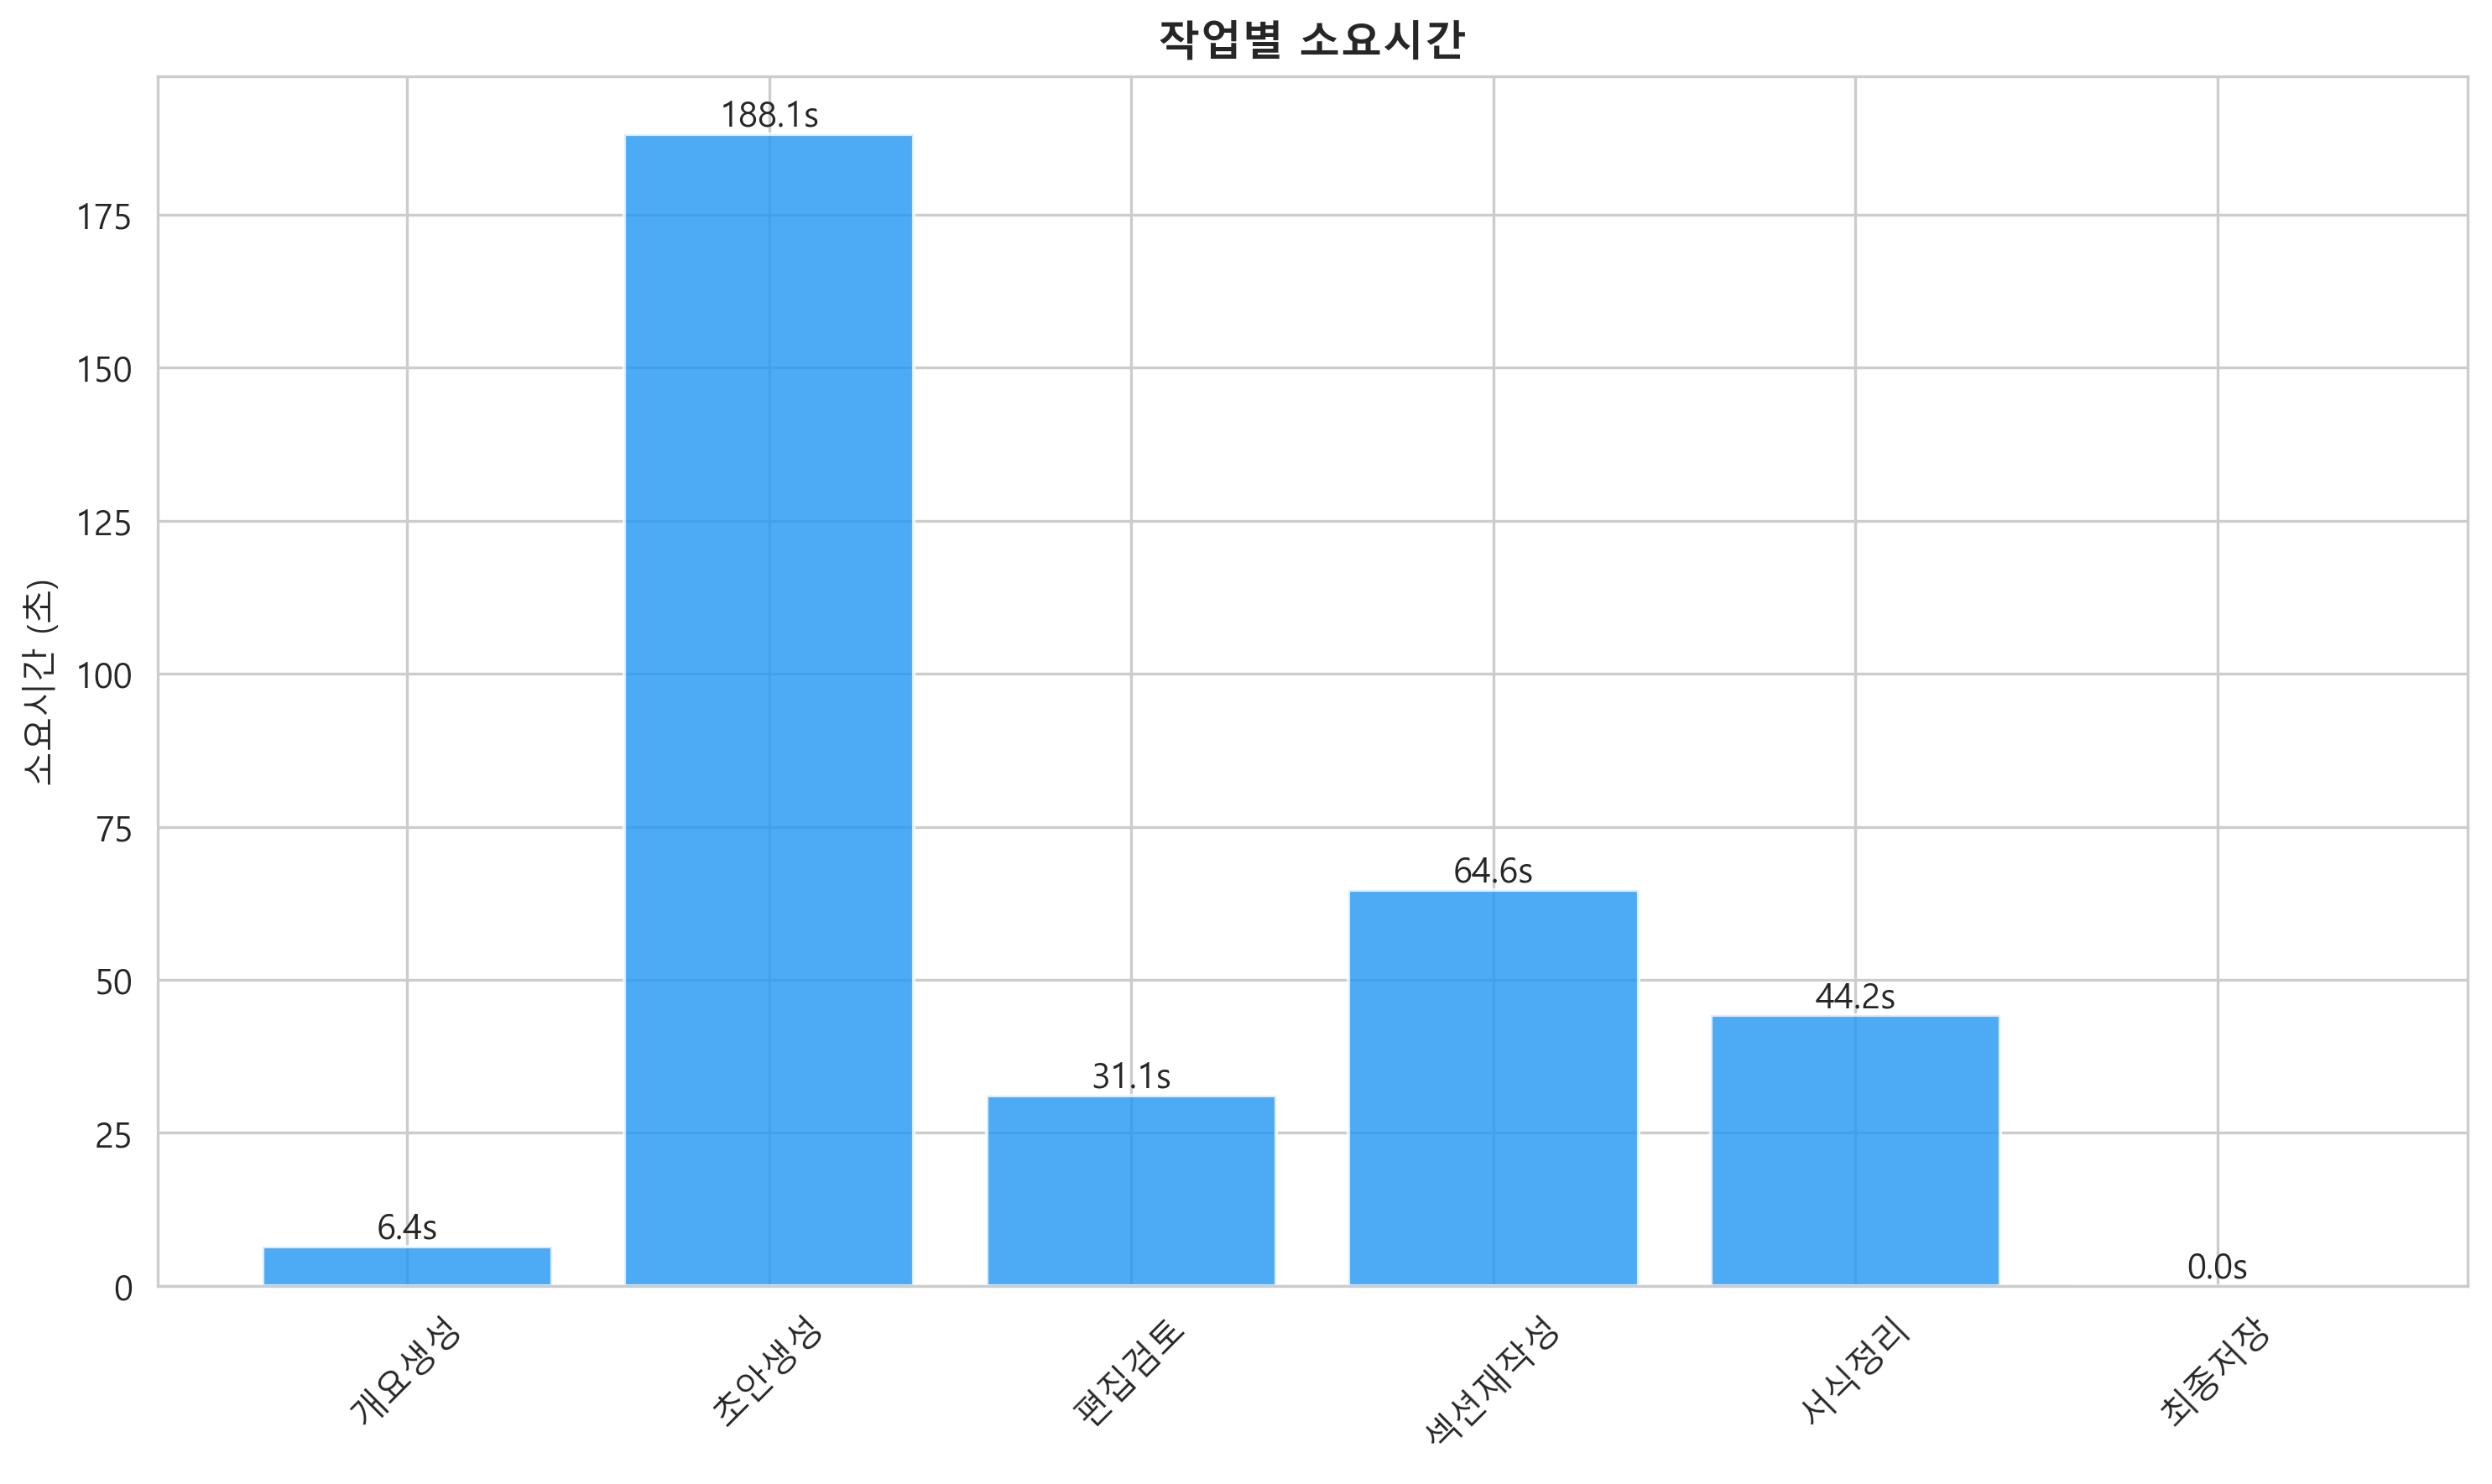 작업별 소요시간
소요시간 (초)
175
150
125
100
75
50
25
0
6.4s
188.1s
31.1s
64.6s
44.2s
0.0s
개요생성
초안생성
편집검토
섹션재작성
서식정리
최종저장